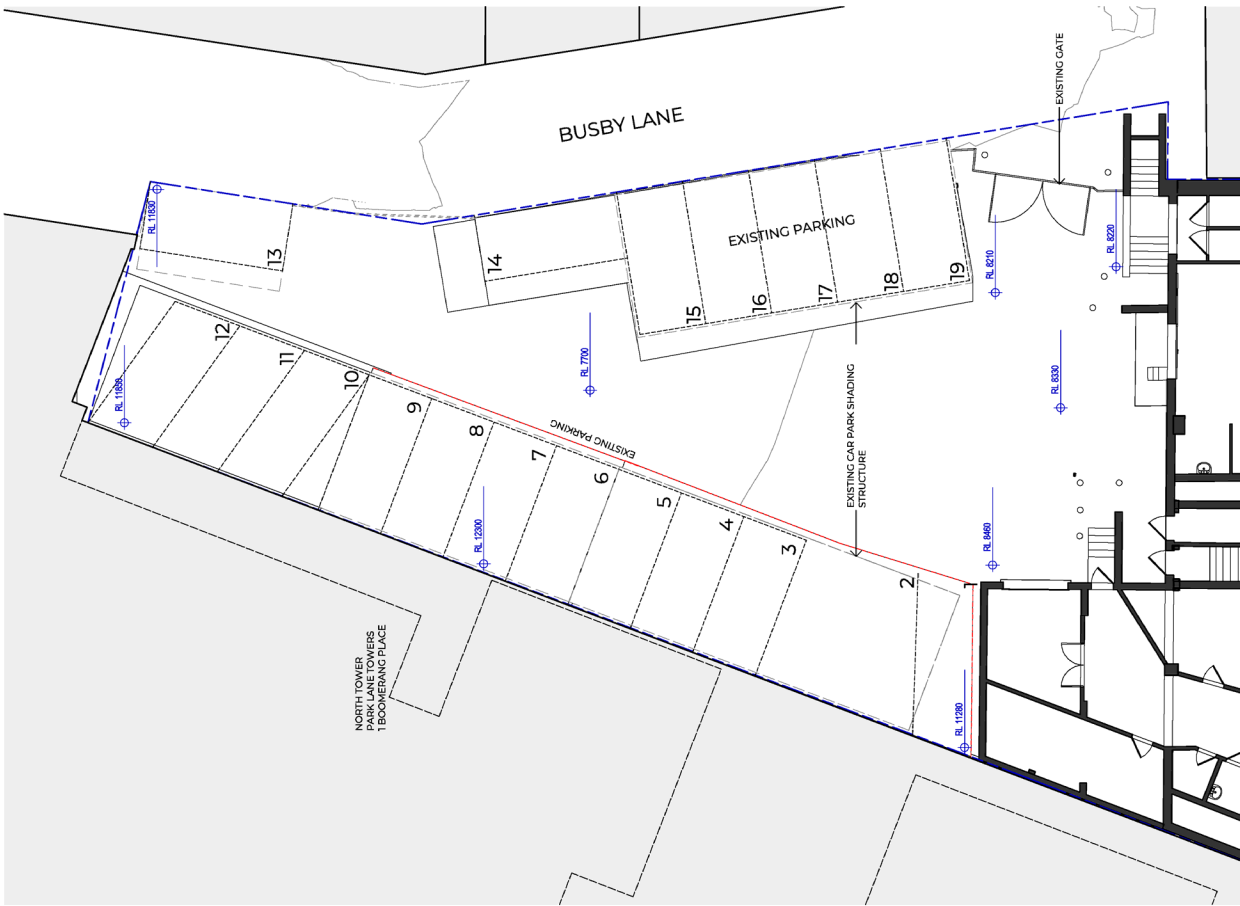 BUSBY LANE
EXISTING GATE
RL 11830
13
14
EXISTING PARKING
15
16
17
18
19
RL 8210
RL 8220
12
11
10
9
8
7
6
5
4
3
2
1
RL 7700
EXISTING PARKING
EXISTING CAR PARK SHADING
STRUCTURE
RL 8330
RL 12300
RL 8460
NORTH TOWER
PARK LANE TOWERS
1 BOOMERANG PLACE
RL 11280